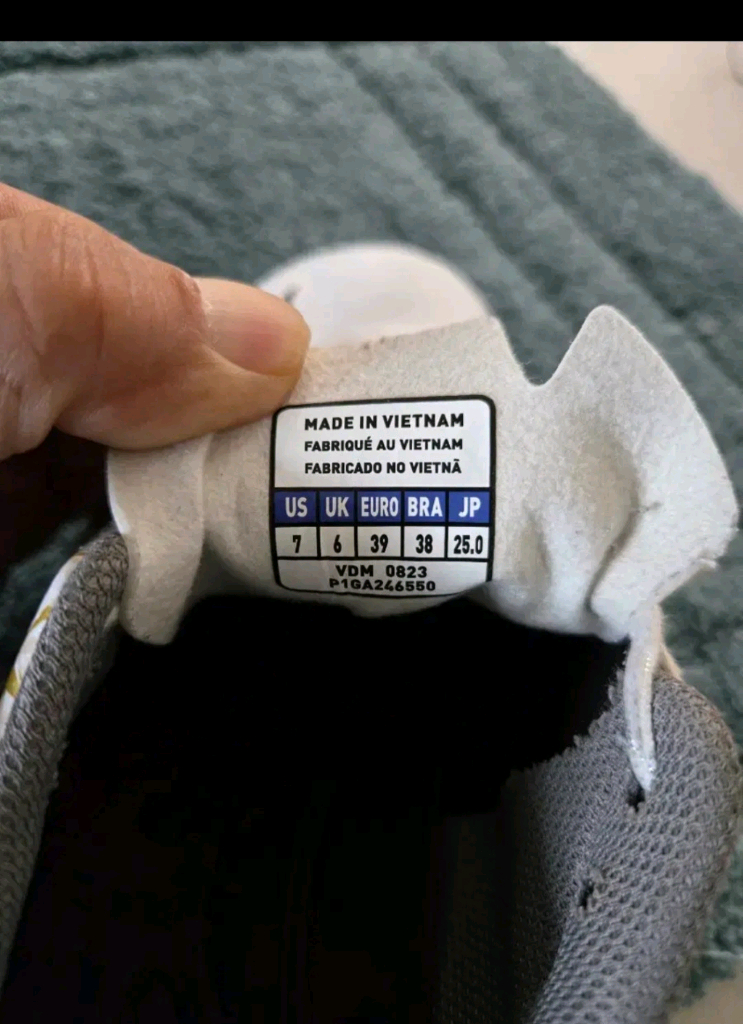 MADE IN VIETNAM
FABRIQUÉ AU VIETNAM
FABRICADO NO VIETNÃ
US UK EURO BRA JP
7 6 39 38 25.0
VDM 0823
P1GA246550